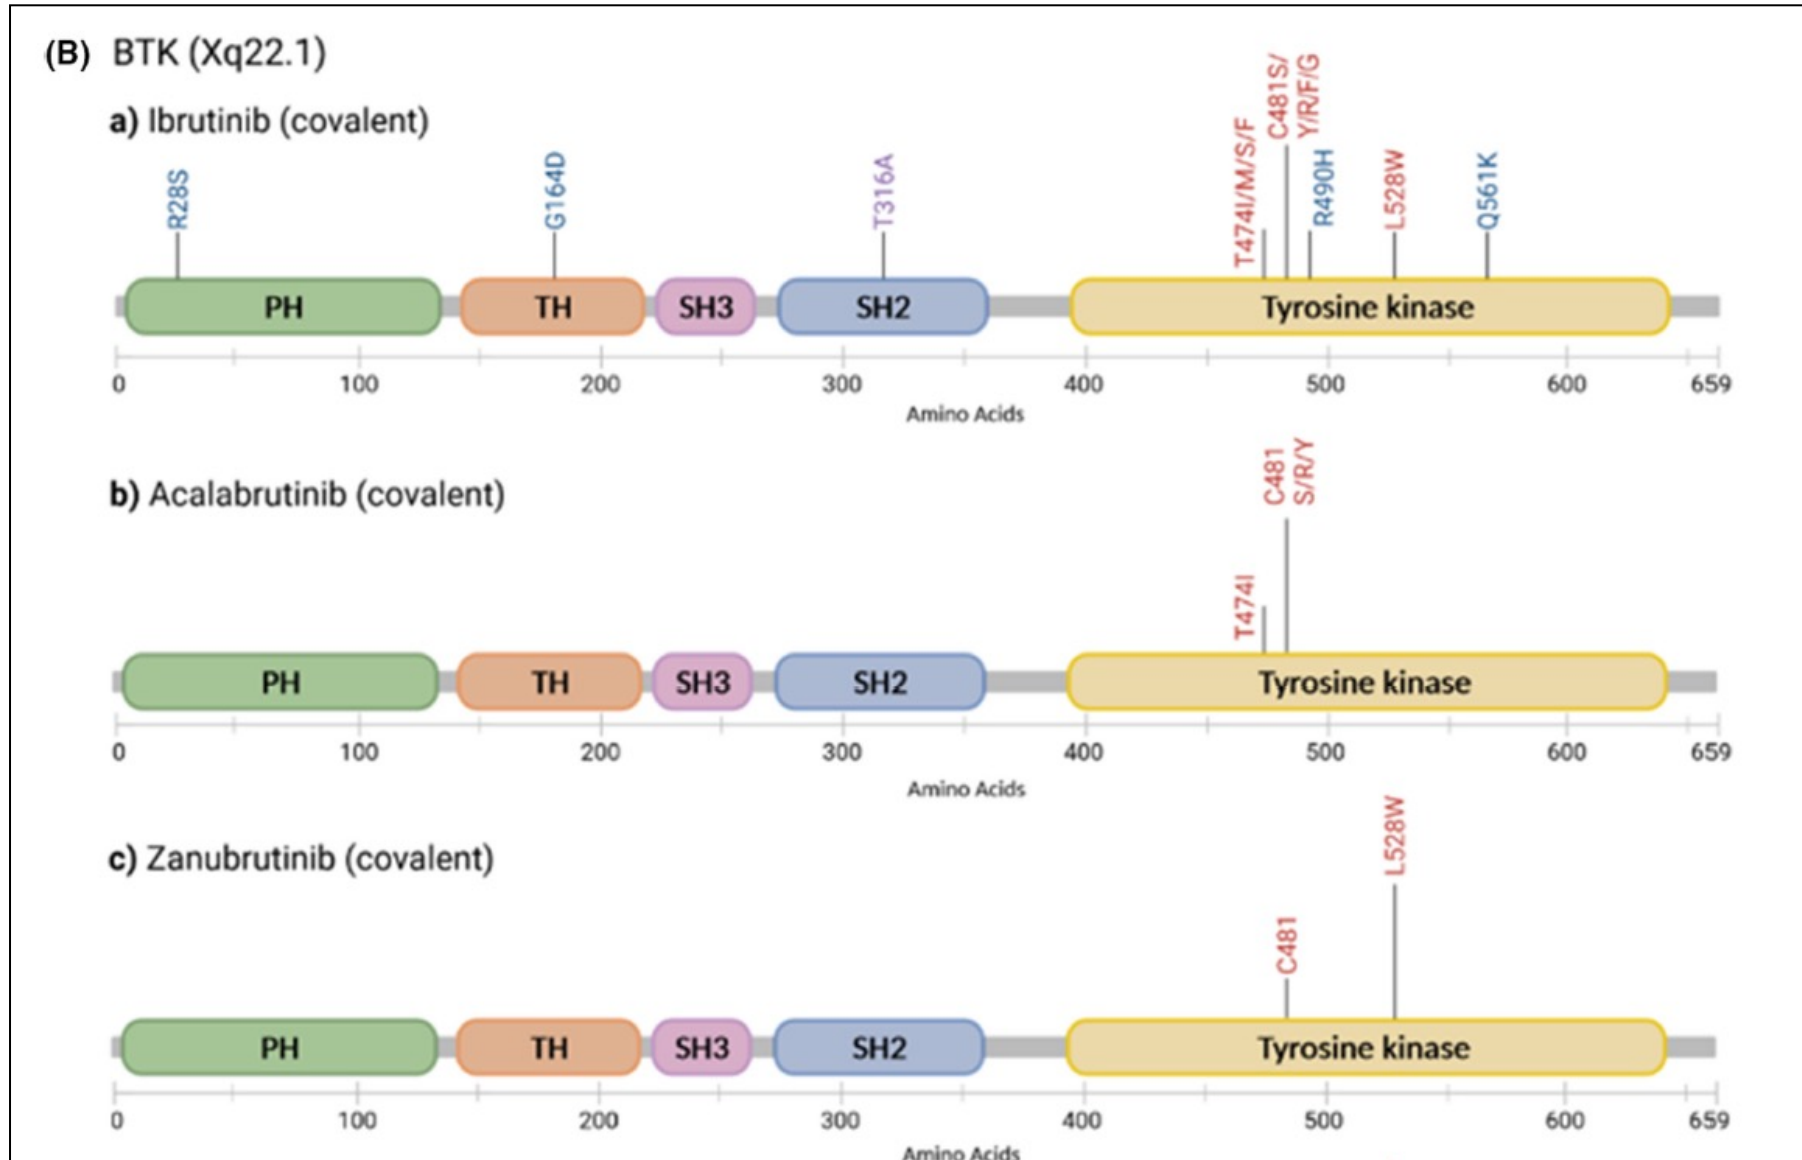 (B) BTK (Xq22.1)
a) Ibrutinib (covalent)
R28S
G164D
T316A
T474I/M/S/F
C481S/
Y/R/F/G
R490H
L528W
Q561K
PH TH SH3 SH2 Tyrosine kinase
0 100 200 300 400 500 600 659
Amino Acids
b) Acalabrutinib (covalent)
T474I
C481
S/R/Y
PH TH SH3 SH2 Tyrosine kinase
0 100 200 300 400 500 600 659
Amino Acids
c) Zanubrutinib (covalent)
C481
L528W
PH TH SH3 SH2 Tyrosine kinase
0 100 200 300 400 500 600 659
Amino Acids